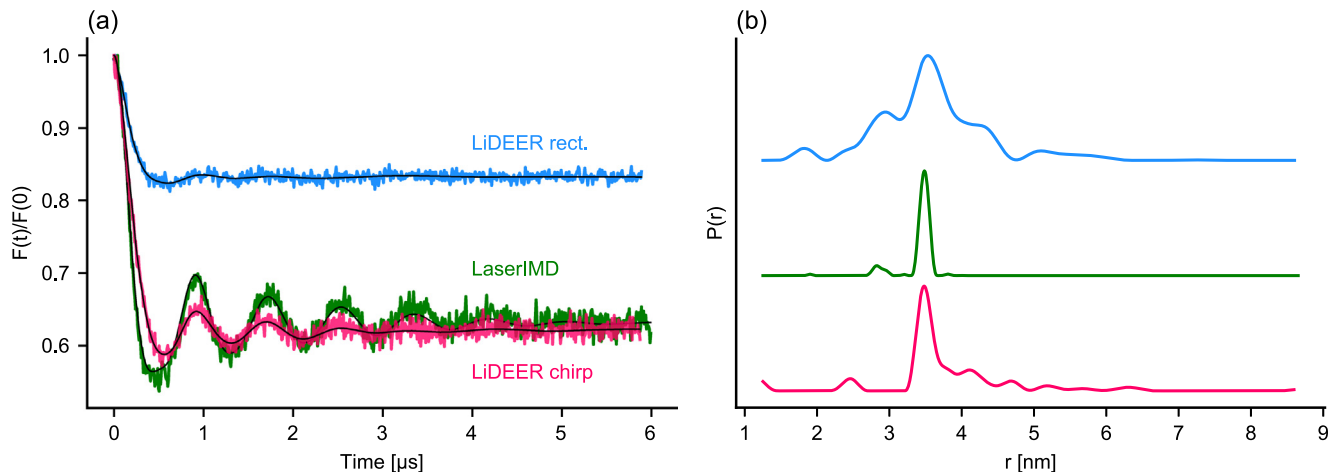 (a)
F(t)/F(0)
1.0
0.9
0.8
0.7
0.6
LiDEER rect.
LaserIMD
LiDEER chirp
0 1 2 3 4 5 6
Time [µs]
(b)
P(r)
1 2 3 4 5 6 7 8 9
r [nm]